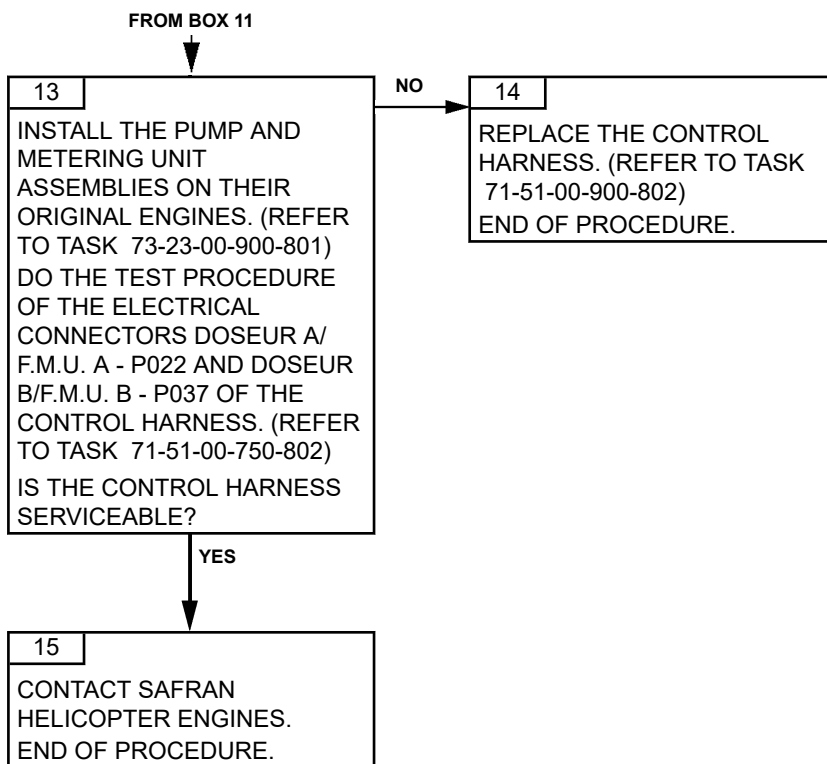 FROM BOX 11
13
INSTALL THE PUMP AND
METERING UNIT
ASSEMBLIES ON THEIR
ORIGINAL ENGINES. (REFER
TO TASK 73-23-00-900-801)
DO THE TEST PROCEDURE
OF THE ELECTRICAL
CONNECTORS DOSEUR A/
F.M.U. A - P022 AND DOSEUR
B/F.M.U. B - P037 OF THE
CONTROL HARNESS. (REFER
TO TASK 71-51-00-750-802)
IS THE CONTROL HARNESS
SERVICEABLE?
NO
14
REPLACE THE CONTROL
HARNESS. (REFER TO TASK
71-51-00-900-802)
END OF PROCEDURE.
YES
15
CONTACT SAFRAN
HELICOPTER ENGINES.
END OF PROCEDURE.